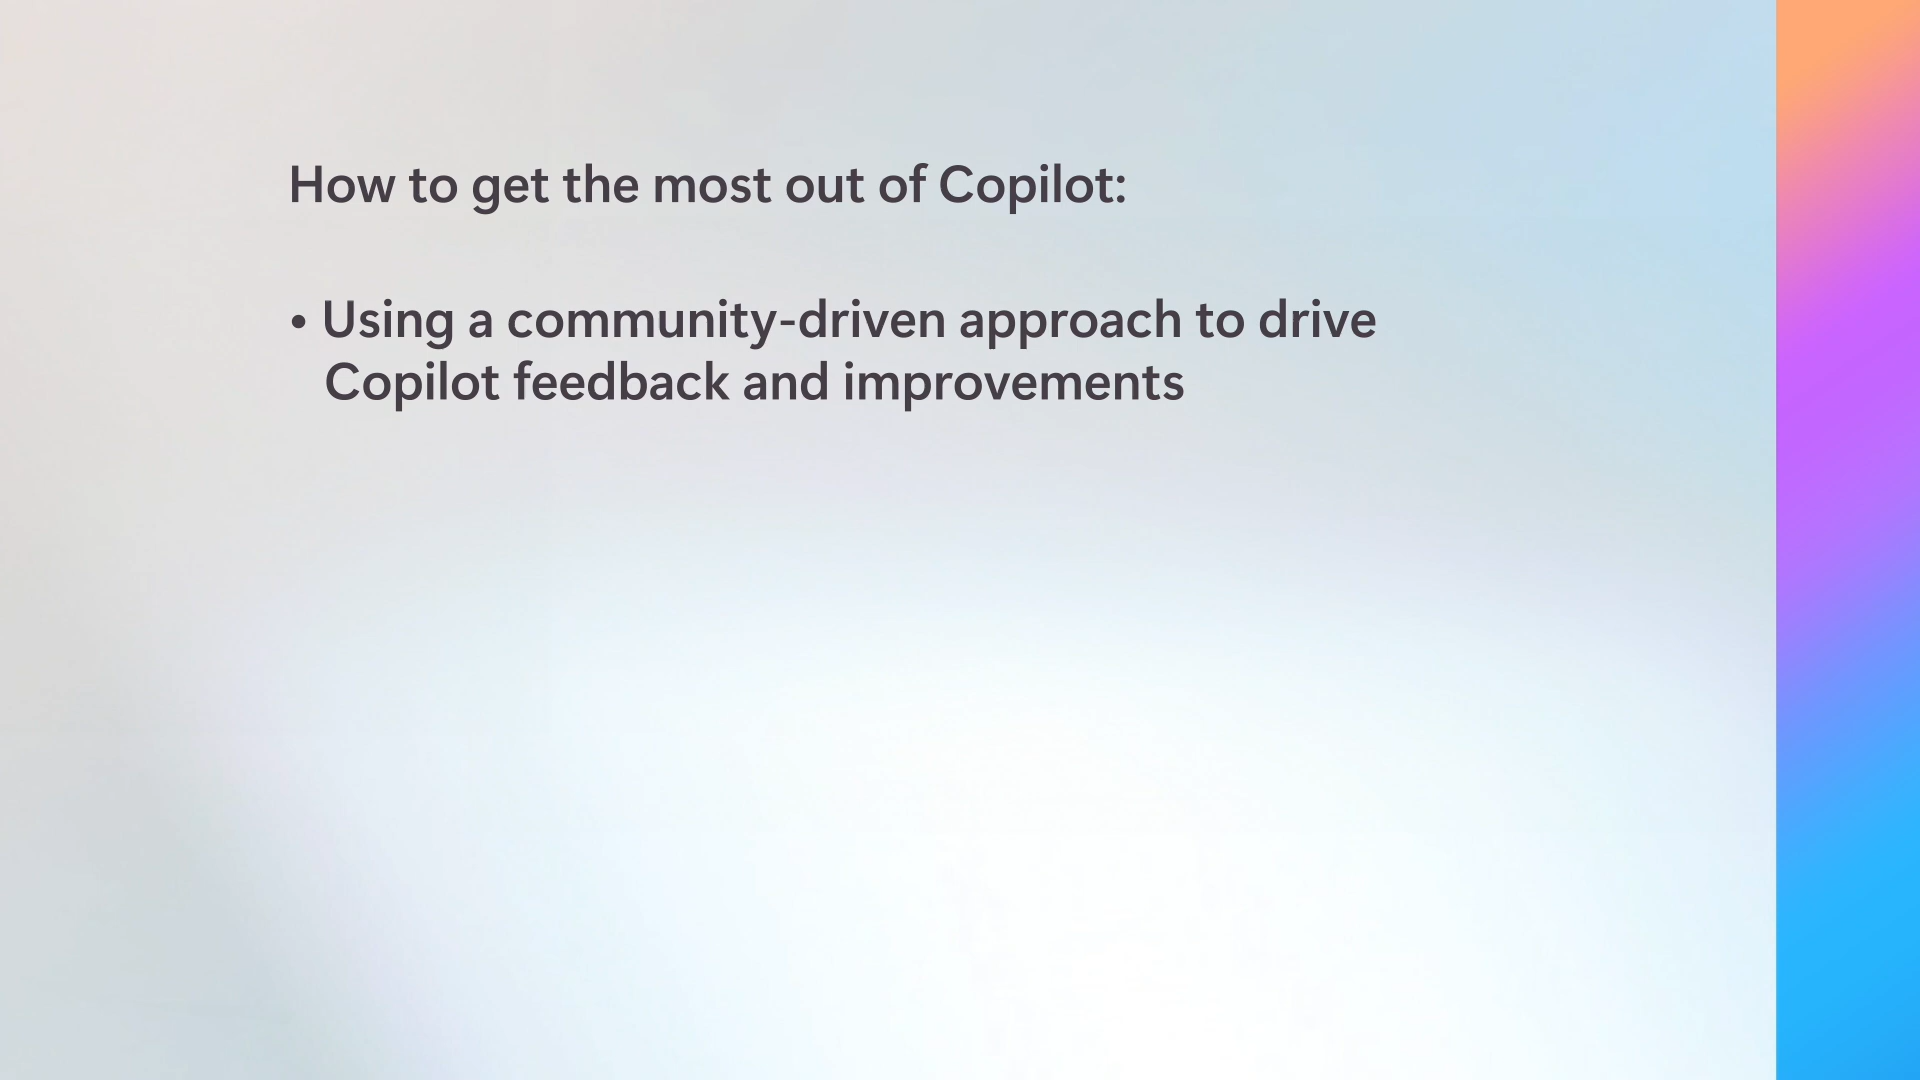 How to get the most out of Copilot:
• Using a community-driven approach to drive
Copilot feedback and improvements